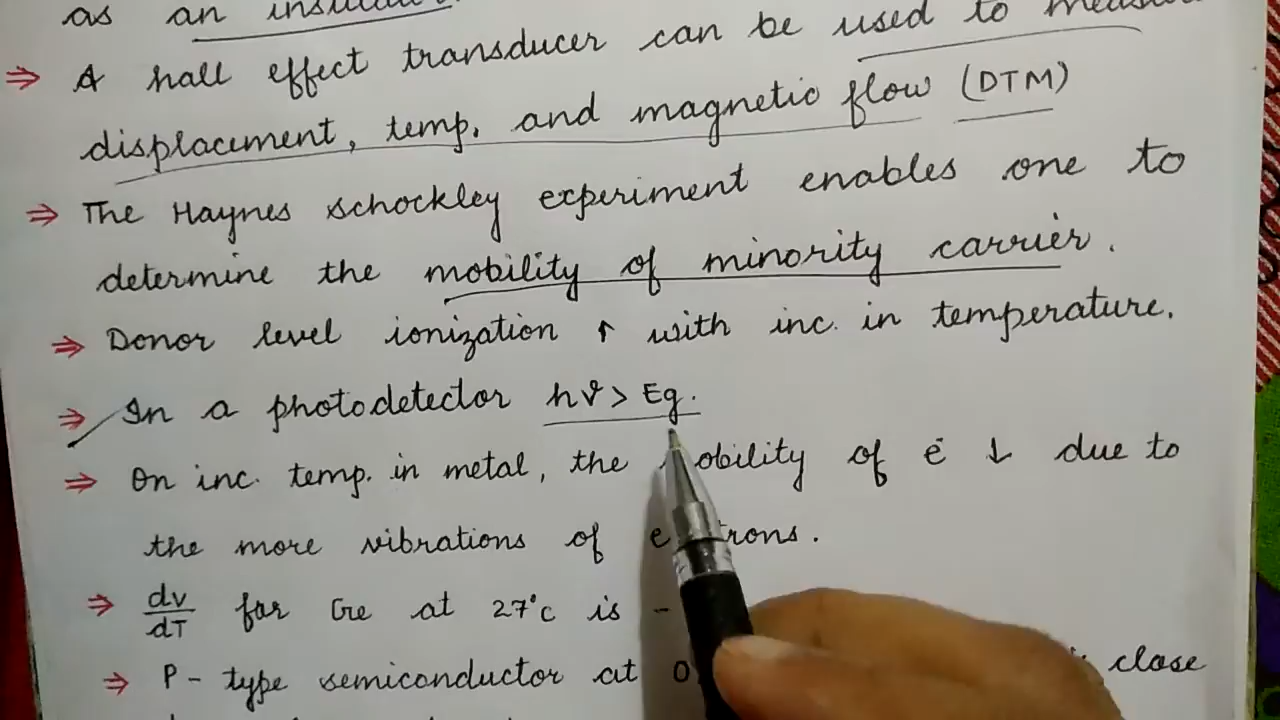 as an
⇒ A hall effect transducer can be used to
displacement, temp. and magnetic flow (DTM)
⇒ The Haynes schockley experiment enables one to
determine the mobility of minority carrier.
⇒ Donor level ionization ↑ with inc. in temperature.
⇒ In a photodetector hν > Eg.
⇒ On inc. temp. in metal, the obility of ē ↓ due to
the more vibrations of e trons.
⇒ dv/dT for Ge at 27°c is -
⇒ P-type semiconductor at 0 close